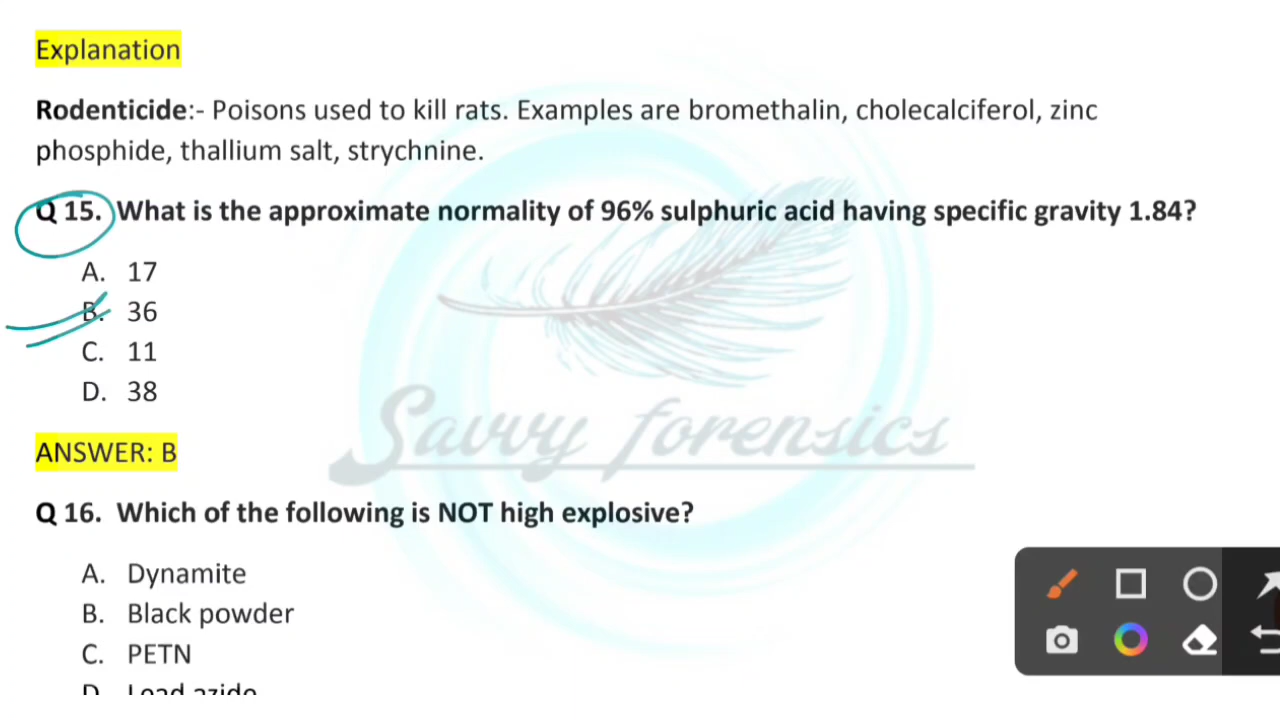 Explanation
Rodenticide:- Poisons used to kill rats. Examples are bromethalin, cholecalciferol, zinc
phosphide, thallium salt, strychnine.
Q 15. What is the approximate normality of 96% sulphuric acid having specific gravity 1.84?
A. 17
B. 36
C. 11
D. 38
Savvy forensics
ANSWER: B
Q 16. Which of the following is NOT high explosive?
A. Dynamite
B. Black powder
C. PETN
D. Lead azide